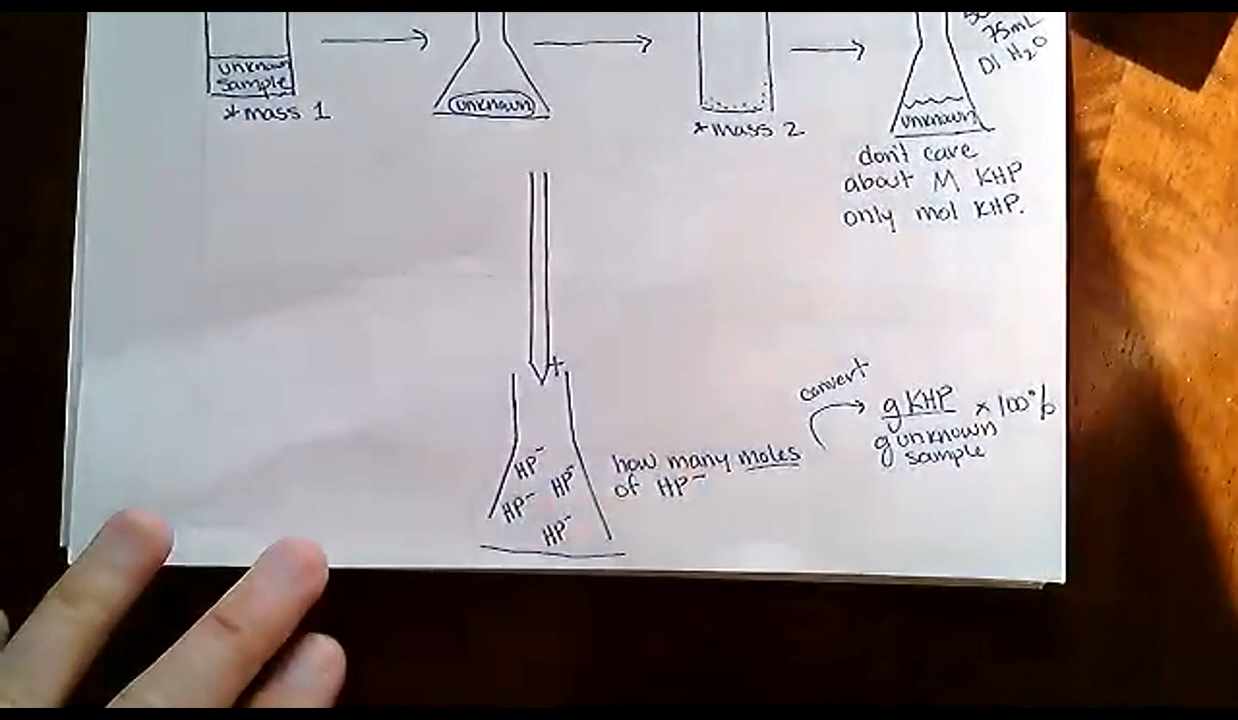 unknown
sample
*mass 1
unknown
*mass 2
75mL
DI H₂O
unknown
don't care
about M KHP
only mol KHP.
HP⁻
HP⁻
HP⁻
HP⁻
how many moles
of HP⁻
convert
g KHP x 100%
g unknown
sample